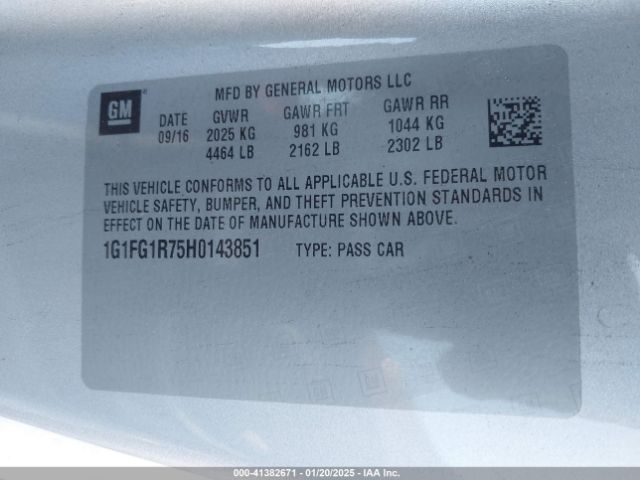 GM
MFD BY GENERAL MOTORS LLC
DATE GVWR GAWR FRT GAWR RR
09/16 2025 KG 981 KG 1044 KG
4464 LB 2162 LB 2302 LB
THIS VEHICLE CONFORMS TO ALL APPLICABLE U.S. FEDERAL MOTOR
VEHICLE SAFETY, BUMPER, AND THEFT PREVENTION STANDARDS IN
EFFECT ON THE DATE OF MANUFACTURE SHOWN ABOVE.
1G1FG1R75H0143851 TYPE: PASS CAR
000-41382671 - 01/20/2025 - IAA Inc.